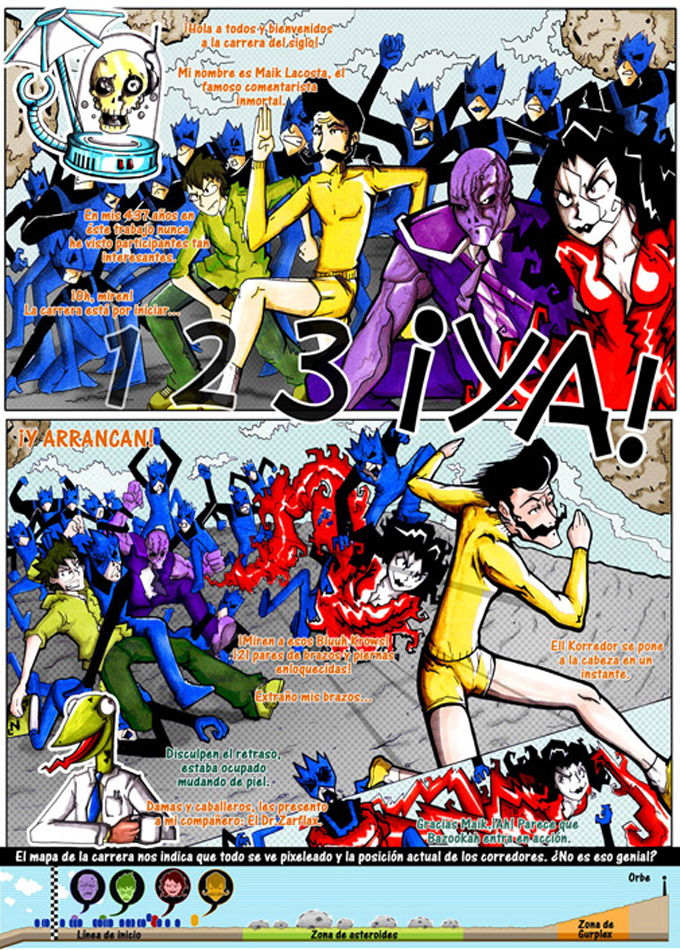 ¡Hola a todos y bienvenidos
a la carrera del siglo!
Mi nombre es Maik Lacosta, el
famoso comentarista
inmortal.
En mis 437 años en
éste trabajo nunca
he visto participantes tan
interesantes.
!Oh, miren!
La carrera está por iniciar...
1 2 3 ¡YA!
¡Y ARRANCAN!
¡Miren a esos Bluuh Krows!
¡21 pares de brazos y piernas
enloquecidas!
Extraño mis brazos...
Ell Korredor se pone
a la cabeza en un
instante.
Disculpen el retraso,
estaba ocupado
mudando de piel.
Damas y caballeros, les presento
a mi compañero: El Dr. Zarflax.
Gracias Maik. ¡Ah! Parece que
Bazookah entra en acción.
El mapa de la carrera nos indica que todo se ve pixeleado y la posición actual de los corredores. ¿No es eso genial?
Orbe
Línea de inicio
Zona de asteroides
Zona de
Gurplex